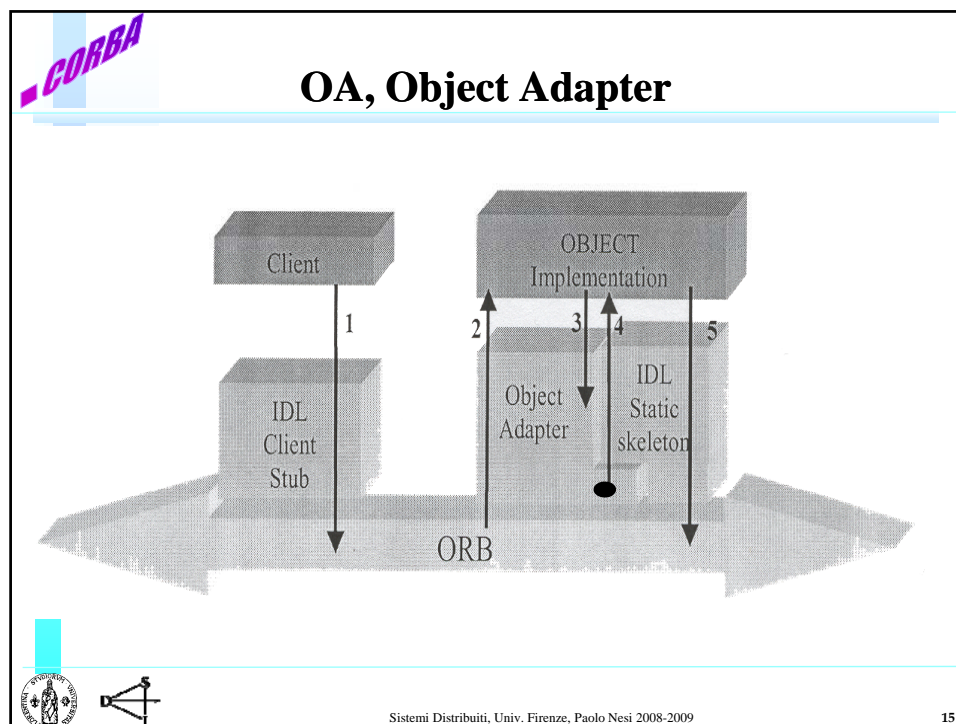 CORBA
OA, Object Adapter
Client
OBJECT
Implementation
1
2
3
4
5
IDL
Client
Stub
Object
Adapter
IDL
Static
skeleton
ORB
D
S
I
Sistemi Distribuiti, Univ. Firenze, Paolo Nesi 2008-2009
15